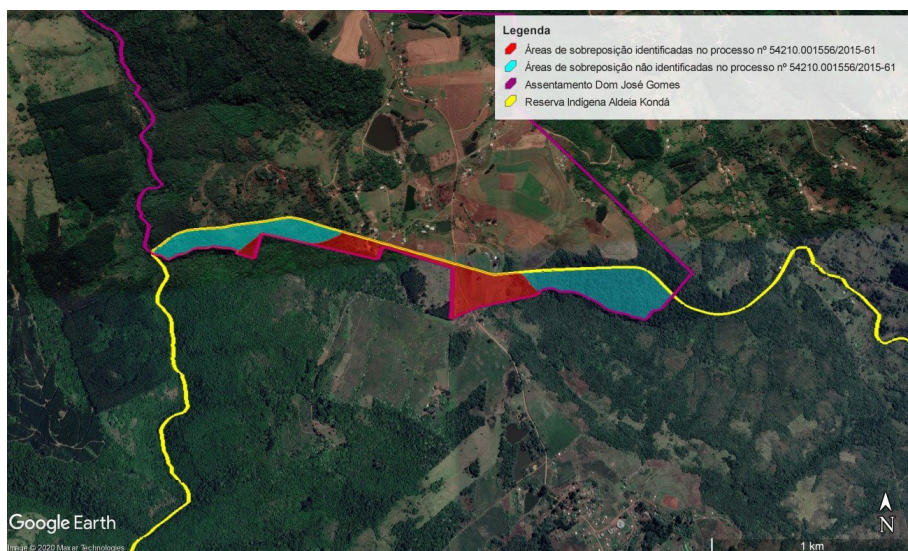 Legenda
Áreas de sobreposição identificadas no processo nº 54210.001556/2015-61
Áreas de sobreposição não identificadas no processo nº 54210.001556/2015-61
Assentamento Dom José Gomes
Reserva Indígena Aldeia Kondá
Google Earth
Image © 2020 Maxar Technologies
N
1 km